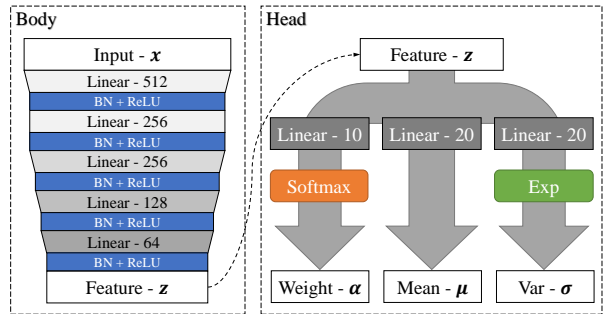 Body
Input - x
Linear - 512
BN + ReLU
Linear - 256
BN + ReLU
Linear - 256
BN + ReLU
Linear - 128
BN + ReLU
Linear - 64
BN + ReLU
Feature - z
Head
Feature - z
Linear - 10
Linear - 20
Linear - 20
Softmax
Exp
Weight - α
Mean - μ
Var - σ